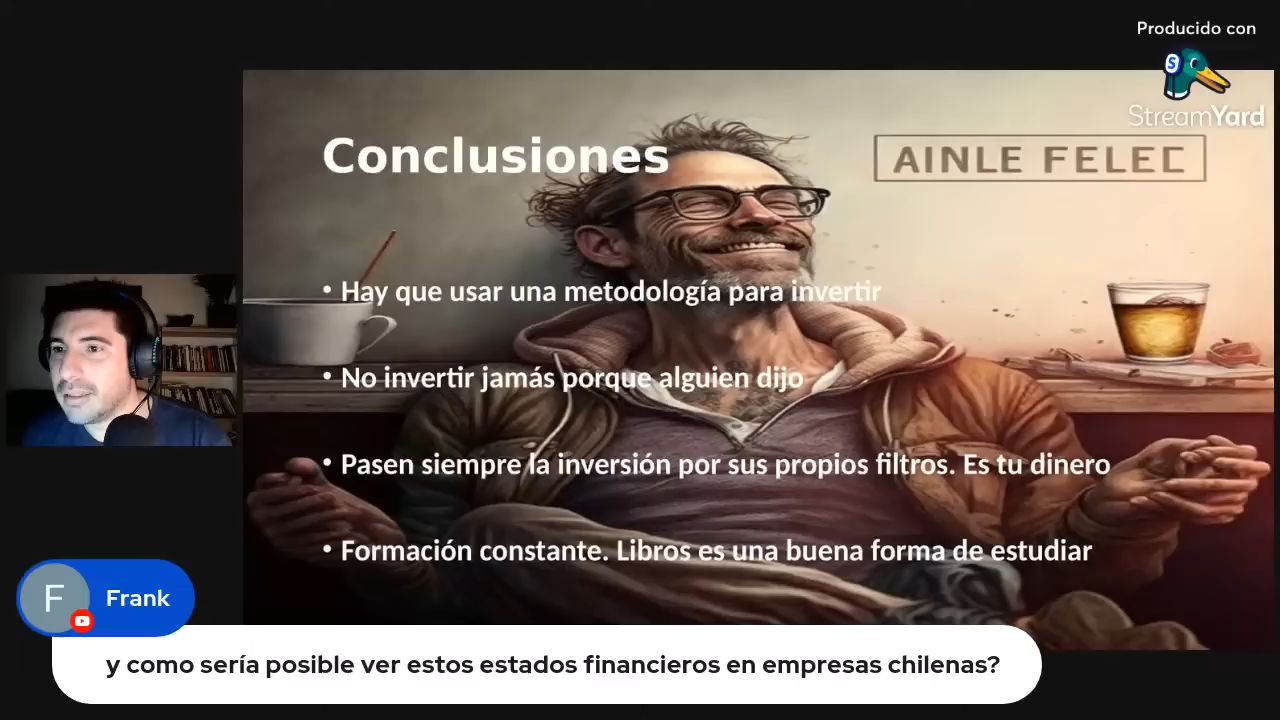 Producido con
StreamYard
Conclusiones
AINLE FELEC
• Hay que usar una metodología para invertir
• No invertir jamás porque alguien dijo
• Pasen siempre la inversión por sus propios filtros. Es tu dinero
• Formación constante. Libros es una buena forma de estudiar
F Frank
y como sería posible ver estos estados financieros en empresas chilenas?